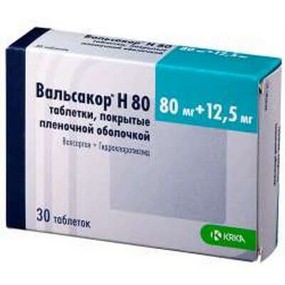 Вальсакор® Н 80
80 мг+12,5 мг
таблетки, покрытые
пленочной оболочкой
Валсартан + Гидрохлоротиазид
30 таблеток
KRKA